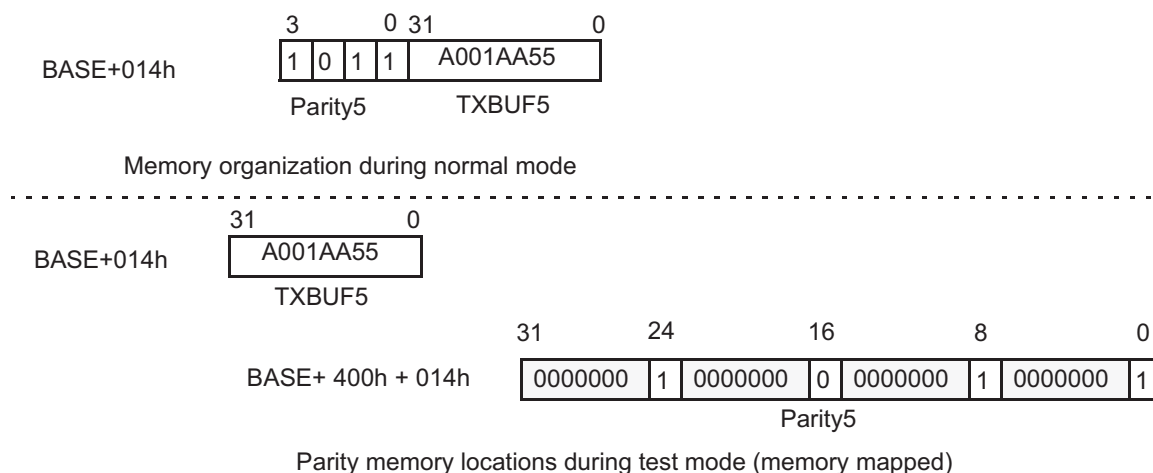 3 0 31 0
BASE+014h 1 0 1 1 A001AA55
Parity5 TXBUF5
Memory organization during normal mode
31 0
BASE+014h A001AA55
TXBUF5
31 24 16 8 0
BASE+ 400h + 014h 0000000 1 0000000 0 0000000 1 0000000 1
Parity5
Parity memory locations during test mode (memory mapped)